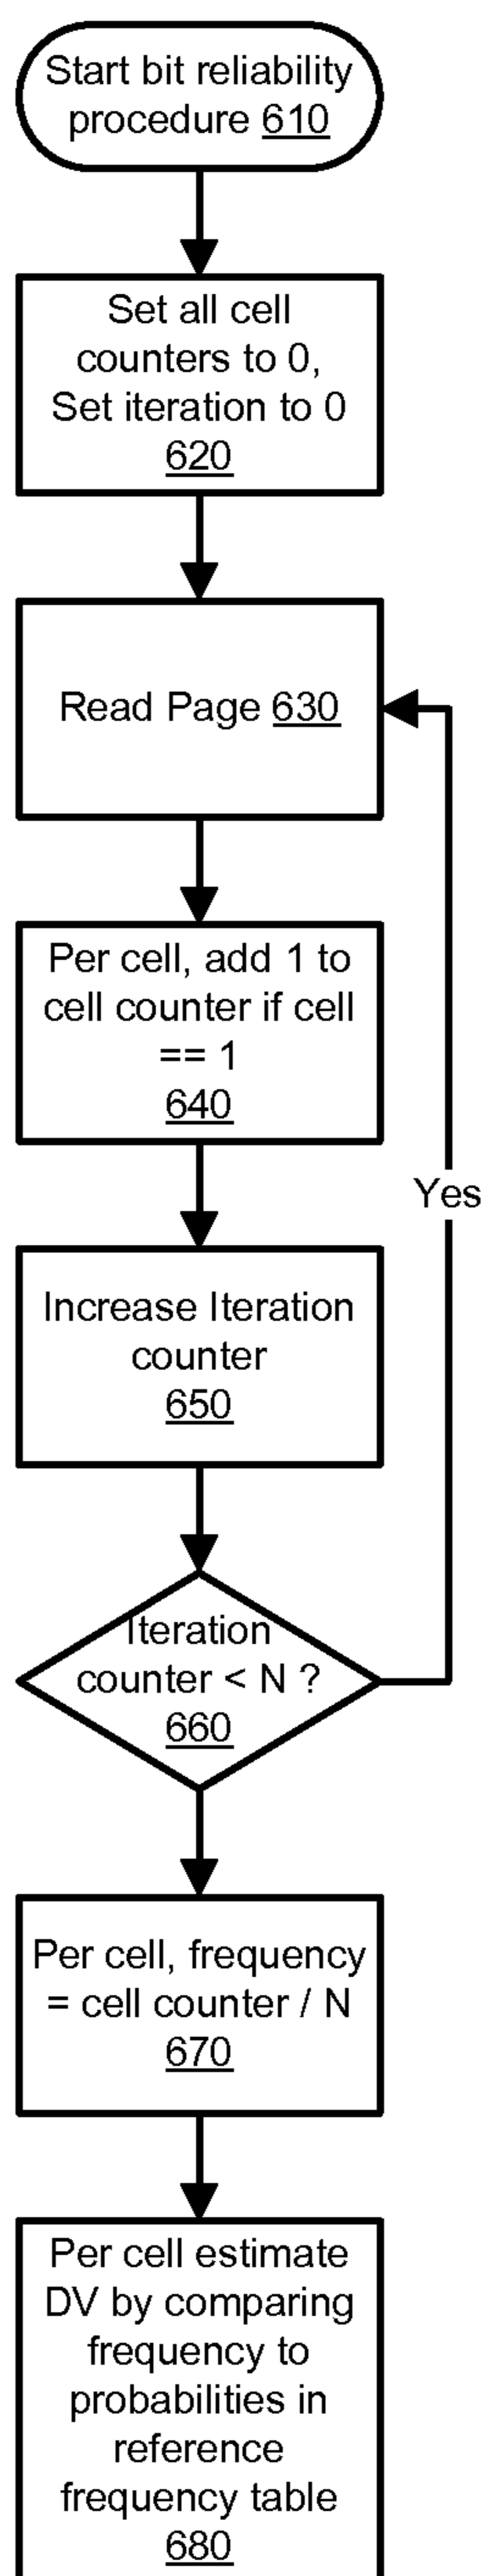 Start bit reliability
procedure 610
Set all cell
counters to 0,
Set iteration to 0
620
Read Page 630
Per cell, add 1 to
cell counter if cell
== 1
640
Yes
Increase Iteration
counter
650
Iteration
counter < N ?
660
Per cell, frequency
= cell counter / N
670
Per cell estimate
DV by comparing
frequency to
probabilities in
reference
frequency table
680